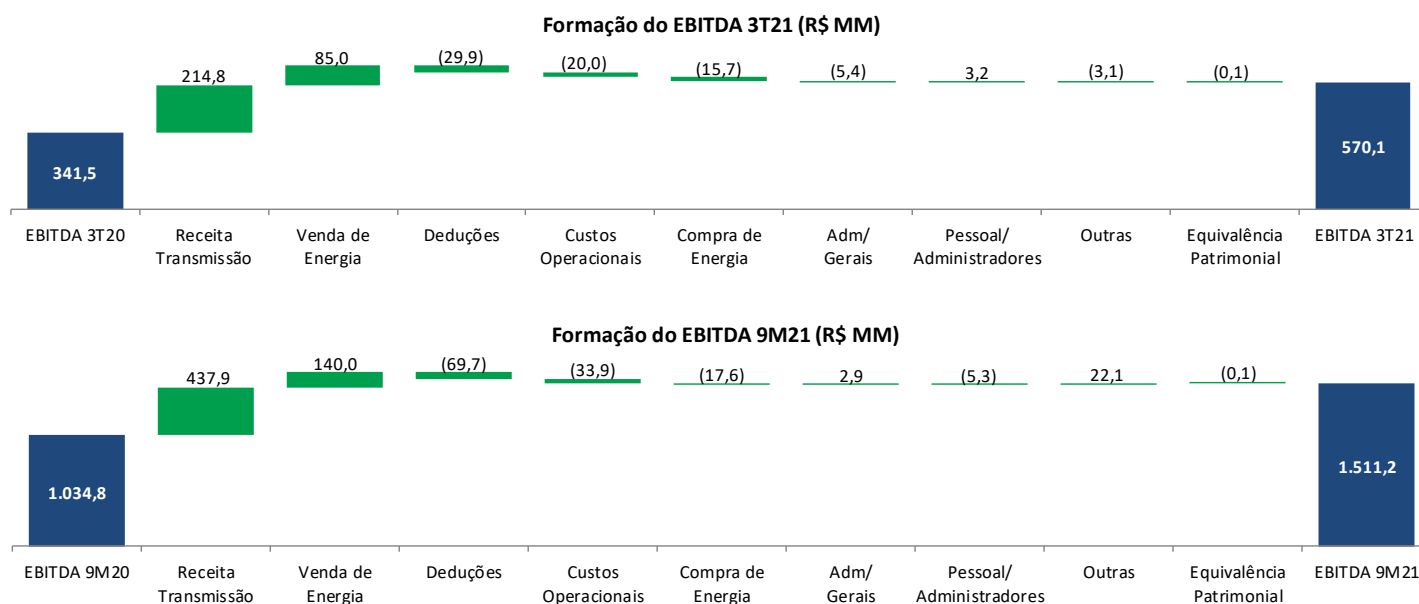 Formação do EBITDA 3T21 (R$ MM)
341,5
214,8
85,0
(29,9)
(20,0)
(15,7)
(5,4)
3,2
(3,1)
(0,1)
570,1
EBITDA 3T20
Receita
Transmissão
Venda de
Energia
Deduções
Custos
Operacionais
Compra de
Energia
Adm/
Gerais
Pessoal/
Administradores
Outras
Equivalência
Patrimonial
EBITDA 3T21
Formação do EBITDA 9M21 (R$ MM)
1.034,8
437,9
140,0
(69,7)
(33,9)
(17,6)
2,9
(5,3)
22,1
(0,1)
1.511,2
EBITDA 9M20
Receita
Transmissão
Venda de
Energia
Deduções
Custos
Operacionais
Compra de
Energia
Adm/
Gerais
Pessoal/
Administradores
Outras
Equivalência
Patrimonial
EBITDA 9M21